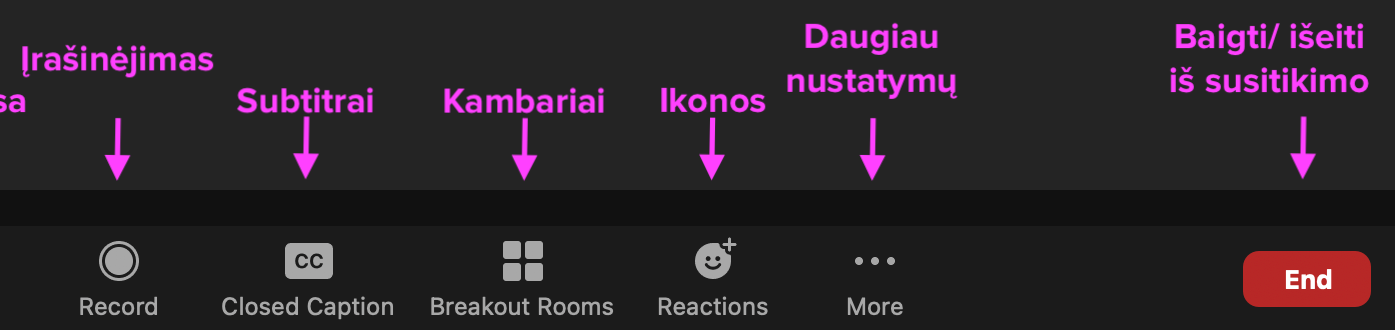 Įrašinėjimas
sa
Subtitrai
Kambariai
Ikonos
Daugiau
nustatymų
Baigti/ išeiti
iš susitikimo
CC
Record
Closed Caption
Breakout Rooms
Reactions
More
End